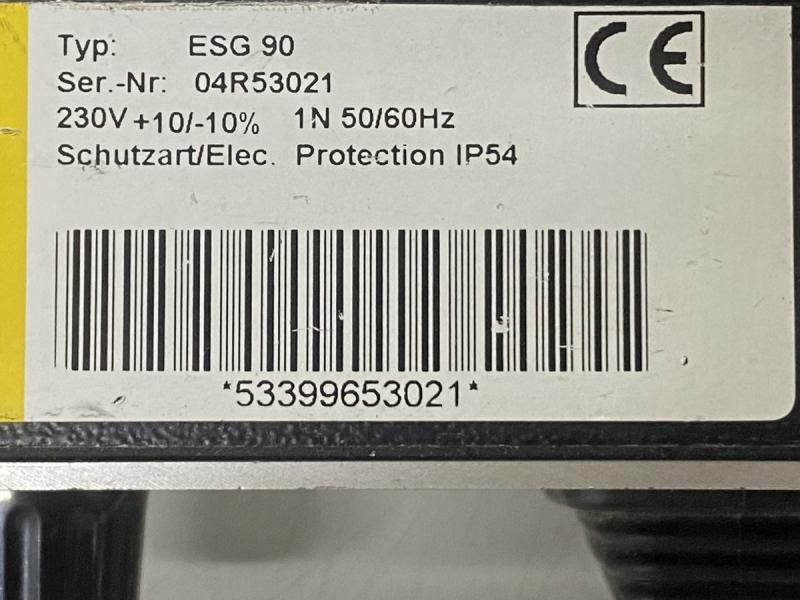 Typ: ESG 90
Ser.-Nr: 04R53021
230V +10/-10% 1N 50/60Hz
Schutzart/Elec. Protection IP54
CE
*53399653021*